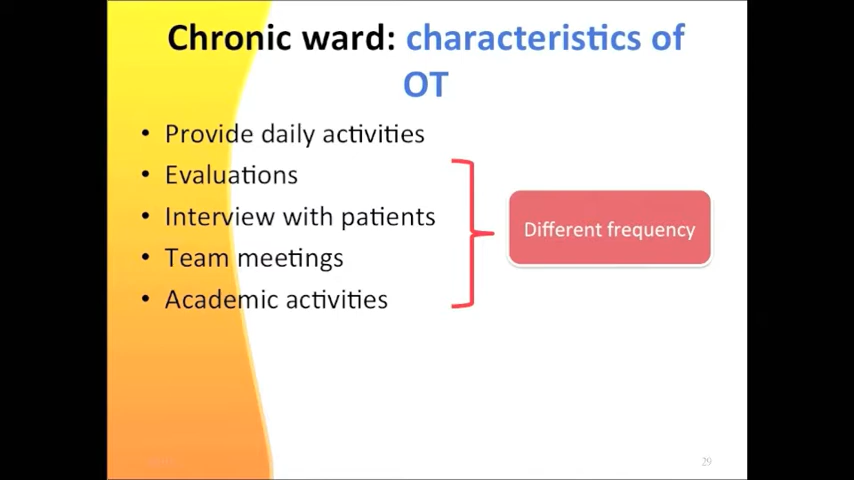 Chronic ward: characteristics of
OT
• Provide daily activities
• Evaluations
• Interview with patients
• Team meetings
• Academic activities
Different frequency
29